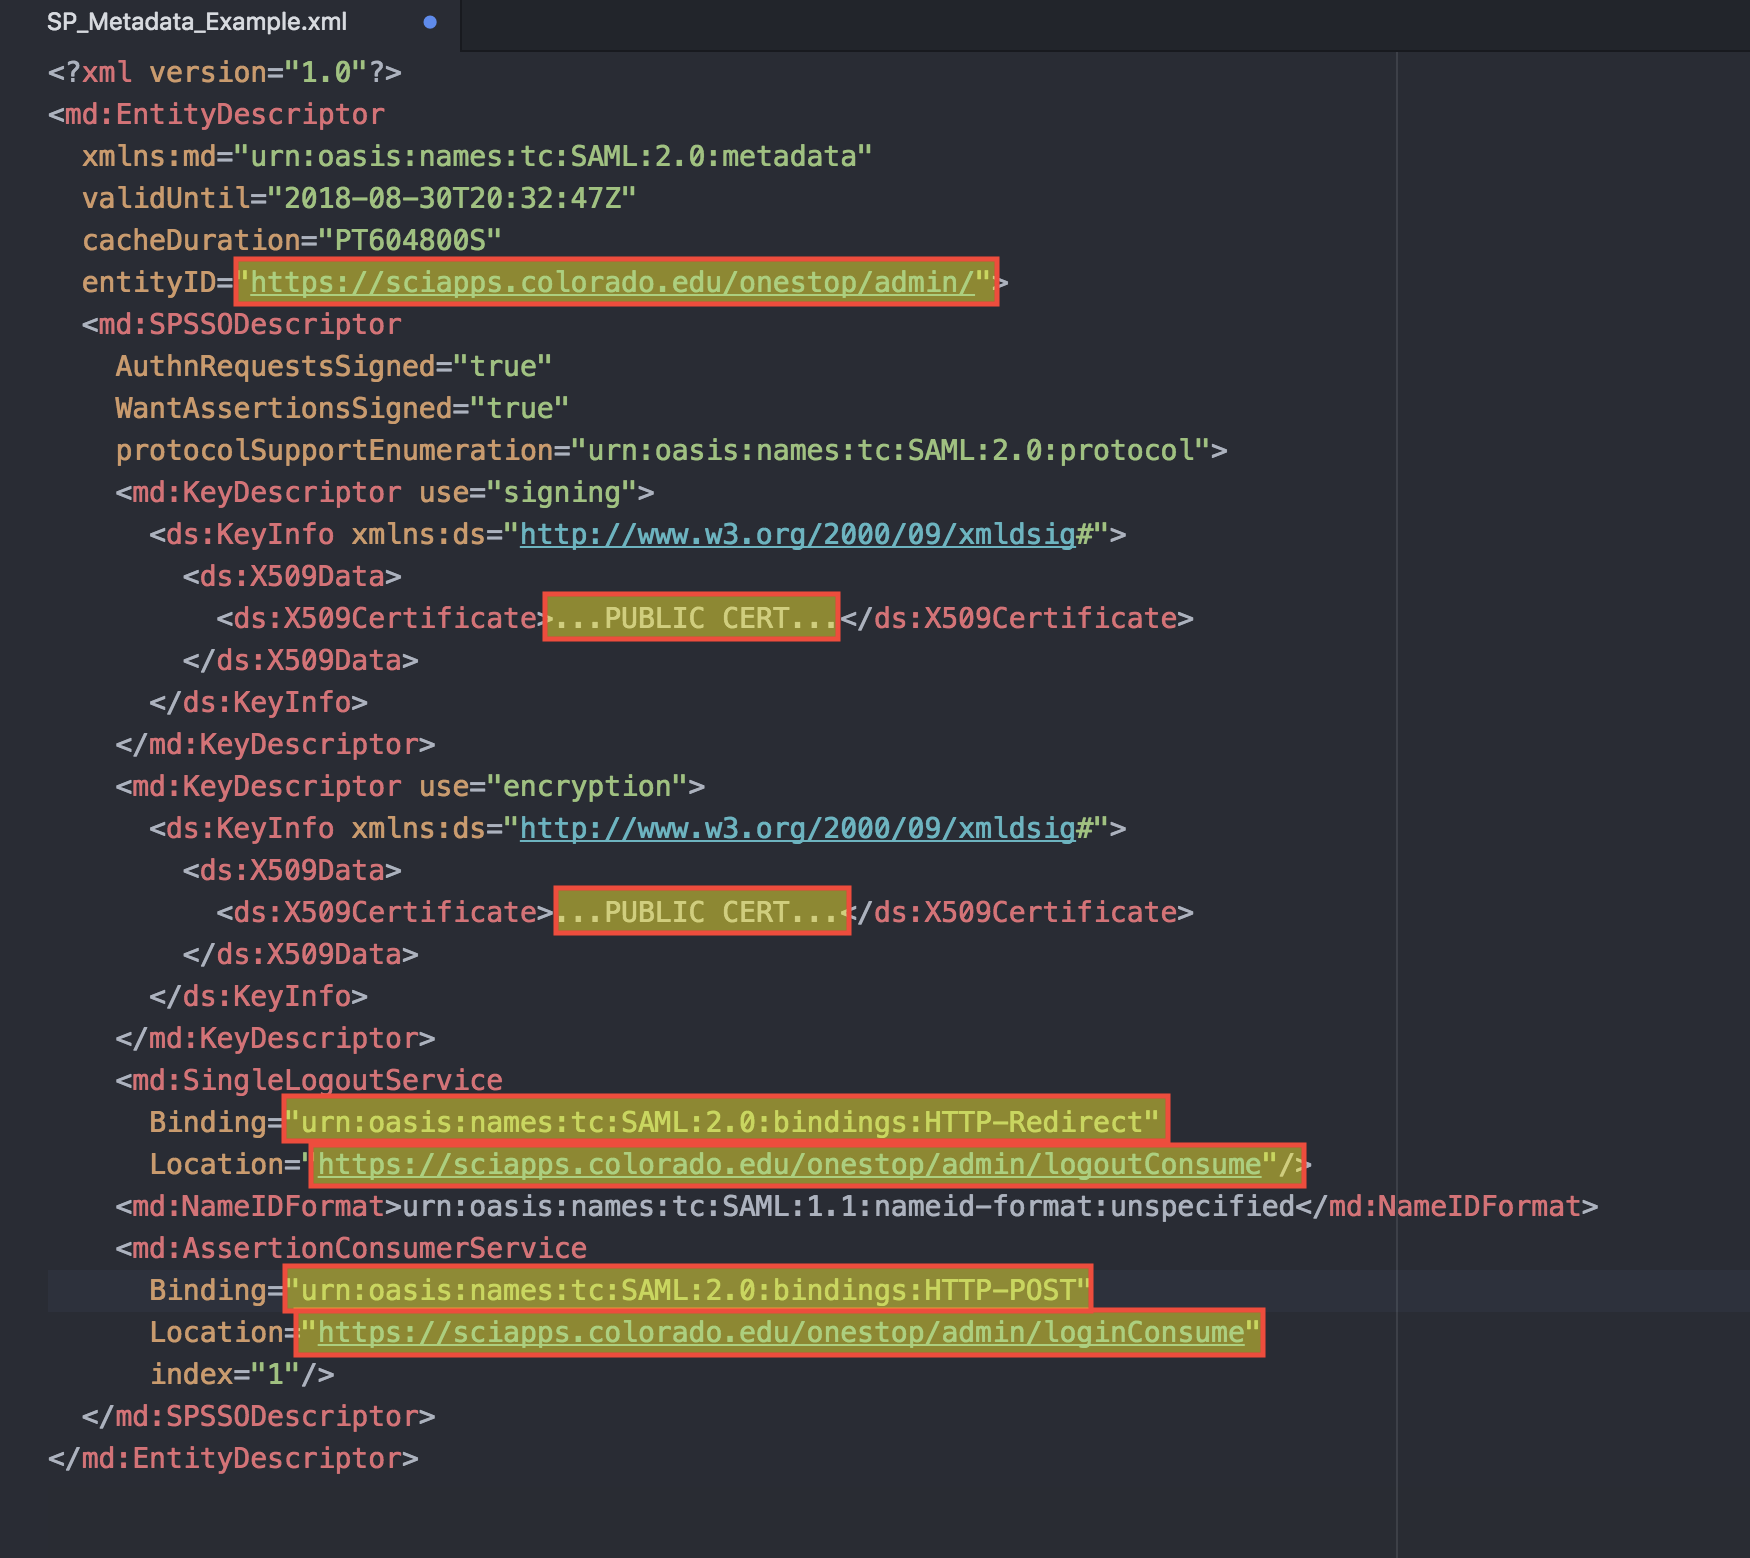 SP_Metadata_Example.xml
<?xml version="1.0"?>
<md:EntityDescriptor
  xmlns:md="urn:oasis:names:tc:SAML:2.0:metadata"
  validUntil="2018-08-30T20:32:47Z"
  cacheDuration="PT604800S"
  entityID="https://sciapps.colorado.edu/onestop/admin/">
  <md:SPSSODescriptor
    AuthnRequestsSigned="true"
    WantAssertionsSigned="true"
    protocolSupportEnumeration="urn:oasis:names:tc:SAML:2.0:protocol">
    <md:KeyDescriptor use="signing">
      <ds:KeyInfo xmlns:ds="http://www.w3.org/2000/09/xmldsig#">
        <ds:X509Data>
          <ds:X509Certificate>...PUBLIC CERT...</ds:X509Certificate>
        </ds:X509Data>
      </ds:KeyInfo>
    </md:KeyDescriptor>
    <md:KeyDescriptor use="encryption">
      <ds:KeyInfo xmlns:ds="http://www.w3.org/2000/09/xmldsig#">
        <ds:X509Data>
          <ds:X509Certificate>...PUBLIC CERT...</ds:X509Certificate>
        </ds:X509Data>
      </ds:KeyInfo>
    </md:KeyDescriptor>
    <md:SingleLogoutService
      Binding="urn:oasis:names:tc:SAML:2.0:bindings:HTTP-Redirect"
      Location="https://sciapps.colorado.edu/onestop/admin/logoutConsume"/>
    <md:NameIDFormat>urn:oasis:names:tc:SAML:1.1:nameid-format:unspecified</md:NameIDFormat>
    <md:AssertionConsumerService
      Binding="urn:oasis:names:tc:SAML:2.0:bindings:HTTP-POST"
      Location="https://sciapps.colorado.edu/onestop/admin/loginConsume"
      index="1"/>
  </md:SPSSODescriptor>
</md:EntityDescriptor>